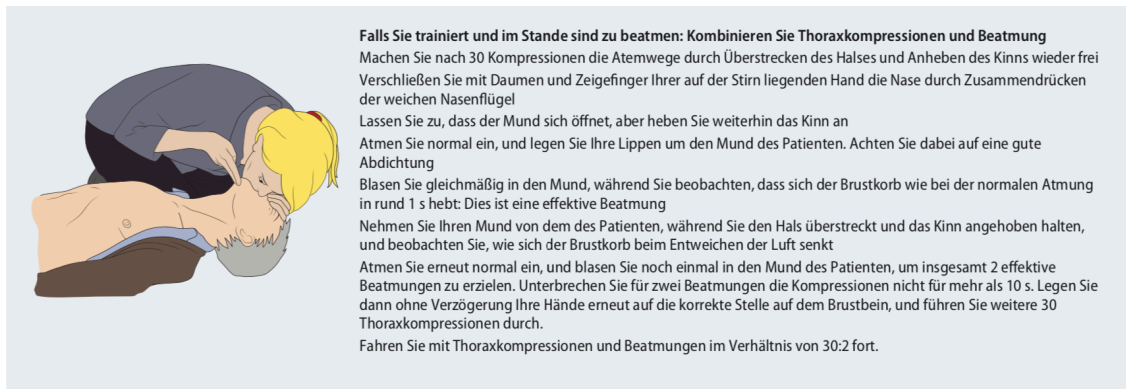 Falls Sie trainiert und im Stande sind zu beatmen: Kombinieren Sie Thoraxkompressionen und Beatmung
Machen Sie nach 30 Kompressionen die Atemwege durch Überstrecken des Halses und Anheben des Kinns wieder frei
Verschließen Sie mit Daumen und Zeigefinger Ihrer auf der Stirn liegenden Hand die Nase durch Zusammendrücken
der weichen Nasenflügel
Lassen Sie zu, dass der Mund sich öffnet, aber heben Sie weiterhin das Kinn an
Atmen Sie normal ein, und legen Sie Ihre Lippen um den Mund des Patienten. Achten Sie dabei auf eine gute
Abdichtung
Blasen Sie gleichmäßig in den Mund, während Sie beobachten, dass sich der Brustkorb wie bei der normalen Atmung
in rund 1 s hebt: Dies ist eine effektive Beatmung
Nehmen Sie Ihren Mund von dem des Patienten, während Sie den Hals überstreckt und das Kinn angehoben halten,
und beobachten Sie, wie sich der Brustkorb beim Entweichen der Luft senkt
Atmen Sie erneut normal ein, und blasen Sie noch einmal in den Mund des Patienten, um insgesamt 2 effektive
Beatmungen zu erzielen. Unterbrechen Sie für zwei Beatmungen die Kompressionen nicht für mehr als 10 s. Legen Sie
dann ohne Verzögerung Ihre Hände erneut auf die korrekte Stelle auf dem Brustbein, und führen Sie weitere 30
Thoraxkompressionen durch.
Fahren Sie mit Thoraxkompressionen und Beatmungen im Verhältnis von 30:2 fort.